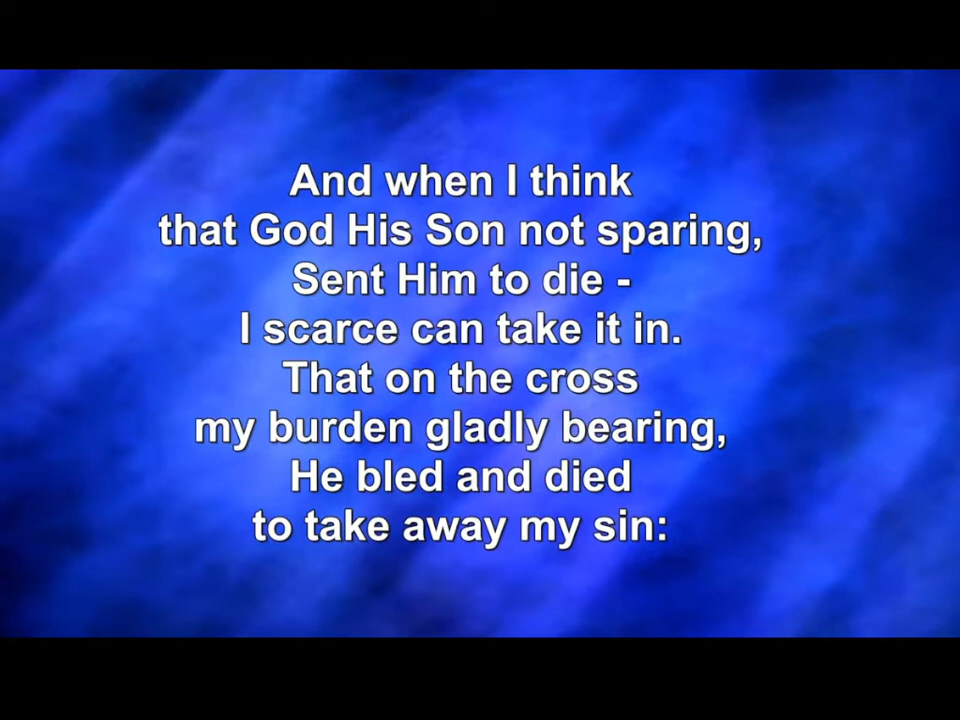 And when I think
that God His Son not sparing,
Sent Him to die -
I scarce can take it in.
That on the cross
my burden gladly bearing,
He bled and died
to take away my sin: